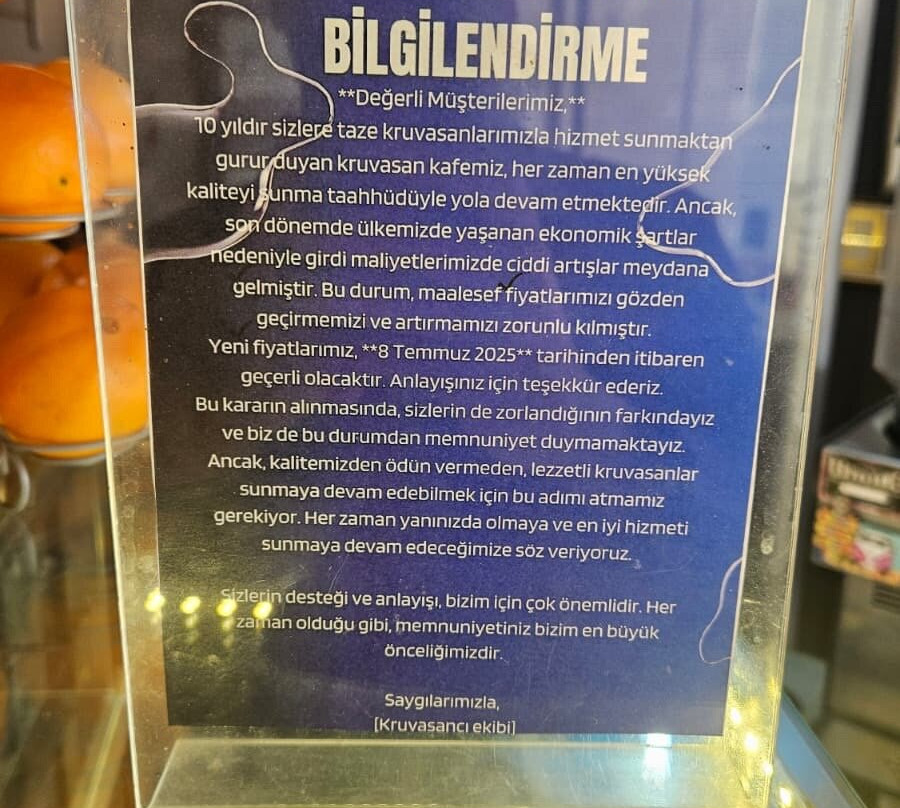 BİLGİLENDİRME
**Değerli Müşterilerimiz,**
10 yıldır sizlere taze kruvasanlarımızla hizmet sunmaktan
gurur duyan kruvasan kafemiz, her zaman en yüksek
kaliteyi sunma taahhüdüyle yola devam etmektedir. Ancak,
son dönemde ülkemizde yaşanan ekonomik şartlar
nedeniyle girdi maliyetlerimizde ciddi artışlar meydana
gelmiştir. Bu durum, maalesef fiyatlarımızı gözden
geçirmemizi ve artırmamızı zorunlu kılmıştır.
Yeni fiyatlarımız, **8 Temmuz 2025** tarihinden itibaren
geçerli olacaktır. Anlayışınız için teşekkür ederiz.
Bu kararın alınmasında, sizlerin de zorlandığının farkındayız
ve biz de bu durumdan memnuniyet duymamaktayız.
Ancak, kalitemizden ödün vermeden, lezzetli kruvasanlar
sunmaya devam edebilmek için bu adımı atmamız
gerekiyor. Her zaman yanınızda olmaya ve en iyi hizmeti
sunmaya devam edeceğimize söz veriyoruz.
Sizlerin desteği ve anlayışı, bizim için çok önemlidir. Her
zaman olduğu gibi, memnuniyetiniz bizim en büyük
önceliğimizdir.
Saygılarımızla,
[Kruvasancı ekibi]